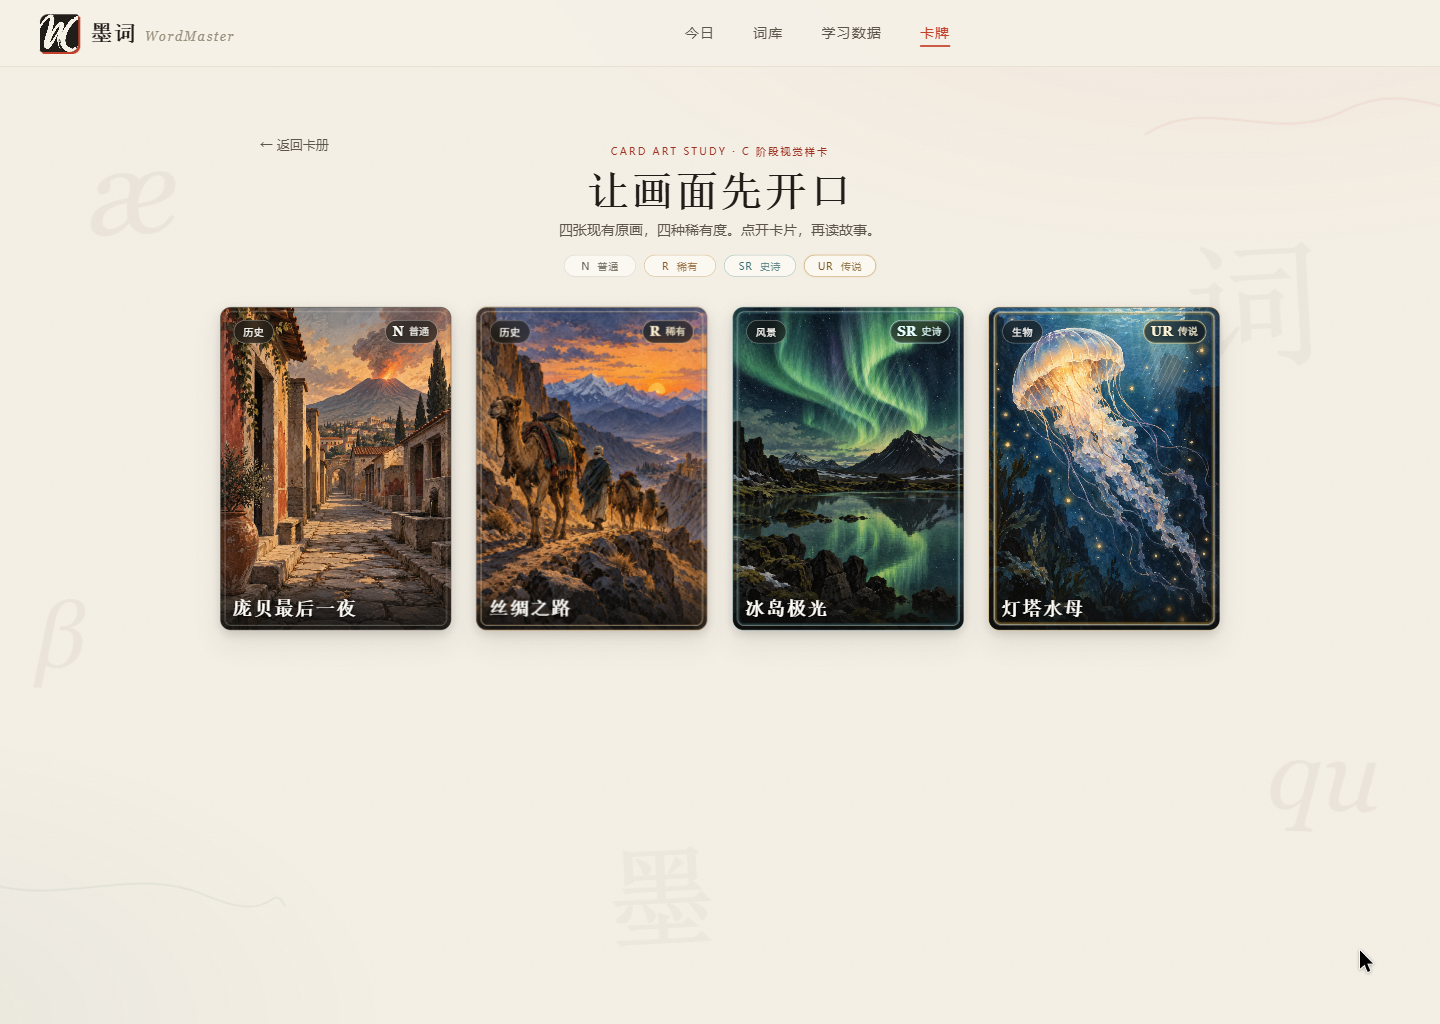 墨词 WordMaster
今日 词库 学习数据 卡牌
← 返回卡册
CARD ART STUDY · C 阶段视觉样卡
让画面先开口
四张现有原画，四种稀有度。点开卡片，再读故事。
N 普通 R 稀有 SR 史诗 UR 传说
历史 N 普通
庞贝最后一夜
历史 R 稀有
丝绸之路
风景 SR 史诗
冰岛极光
生物 UR 传说
灯塔水母
æ
词
β
qu
墨